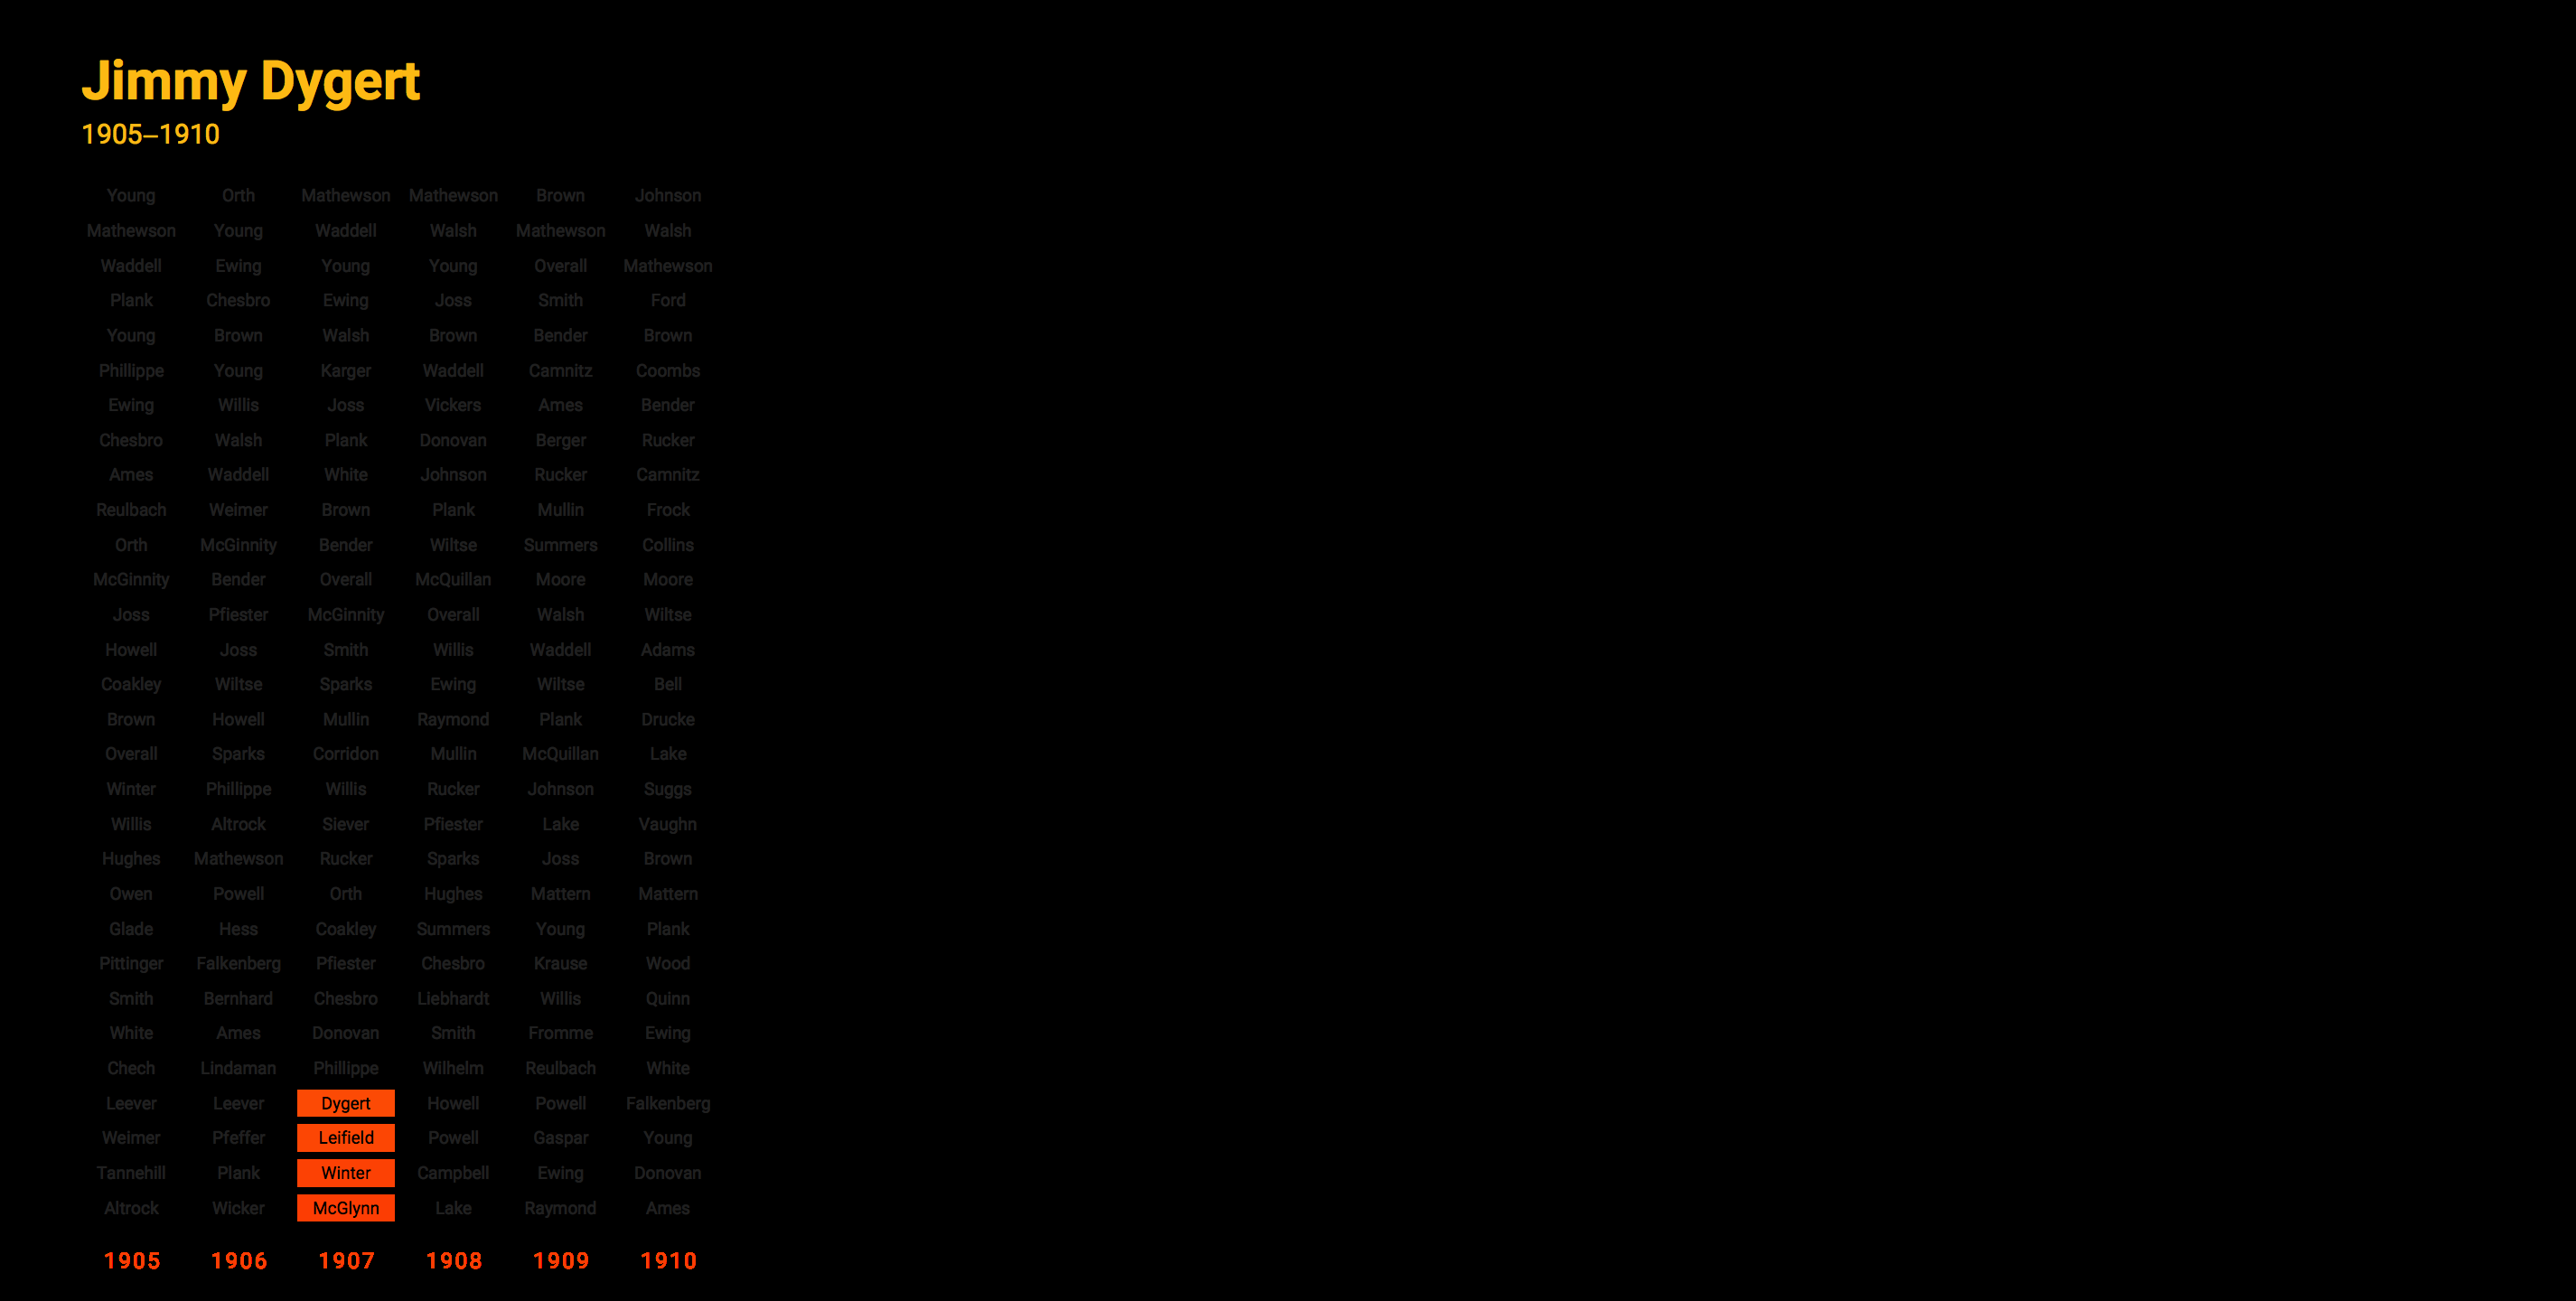 Jimmy Dygert
1905–1910
Young Orth Mathewson Mathewson Brown Johnson
Mathewson Young Waddell Walsh Mathewson Walsh
Waddell Ewing Young Young Overall Mathewson
Plank Chesbro Ewing Joss Smith Ford
Young Brown Walsh Brown Bender Brown
Phillippe Young Karger Waddell Camnitz Coombs
Ewing Willis Joss Vickers Ames Bender
Chesbro Walsh Plank Donovan Berger Rucker
Ames Waddell White Johnson Rucker Camnitz
Reulbach Weimer Brown Plank Mullin Frock
Orth McGinnity Bender Wiltse Summers Collins
McGinnity Bender Overall McQuillan Moore Moore
Joss Pfiester McGinnity Overall Walsh Wiltse
Howell Joss Smith Willis Waddell Adams
Coakley Wiltse Sparks Ewing Wiltse Bell
Brown Howell Mullin Raymond Plank Drucke
Overall Sparks Corridon Mullin McQuillan Lake
Winter Phillippe Willis Rucker Johnson Suggs
Willis Altrock Siever Pfiester Lake Vaughn
Hughes Mathewson Rucker Sparks Joss Brown
Owen Powell Orth Hughes Mattern Mattern
Glade Hess Coakley Summers Young Plank
Pittinger Falkenberg Pfiester Chesbro Krause Wood
Smith Bernhard Chesbro Liebhardt Willis Quinn
White Ames Donovan Smith Fromme Ewing
Chech Lindaman Phillippe Wilhelm Reulbach White
Leever Leever Dygert Howell Powell Falkenberg
Weimer Pfeffer Leifield Powell Gaspar Young
Tannehill Plank Winter Campbell Ewing Donovan
Altrock Wicker McGlynn Lake Raymond Ames
1905 1906 1907 1908 1909 1910